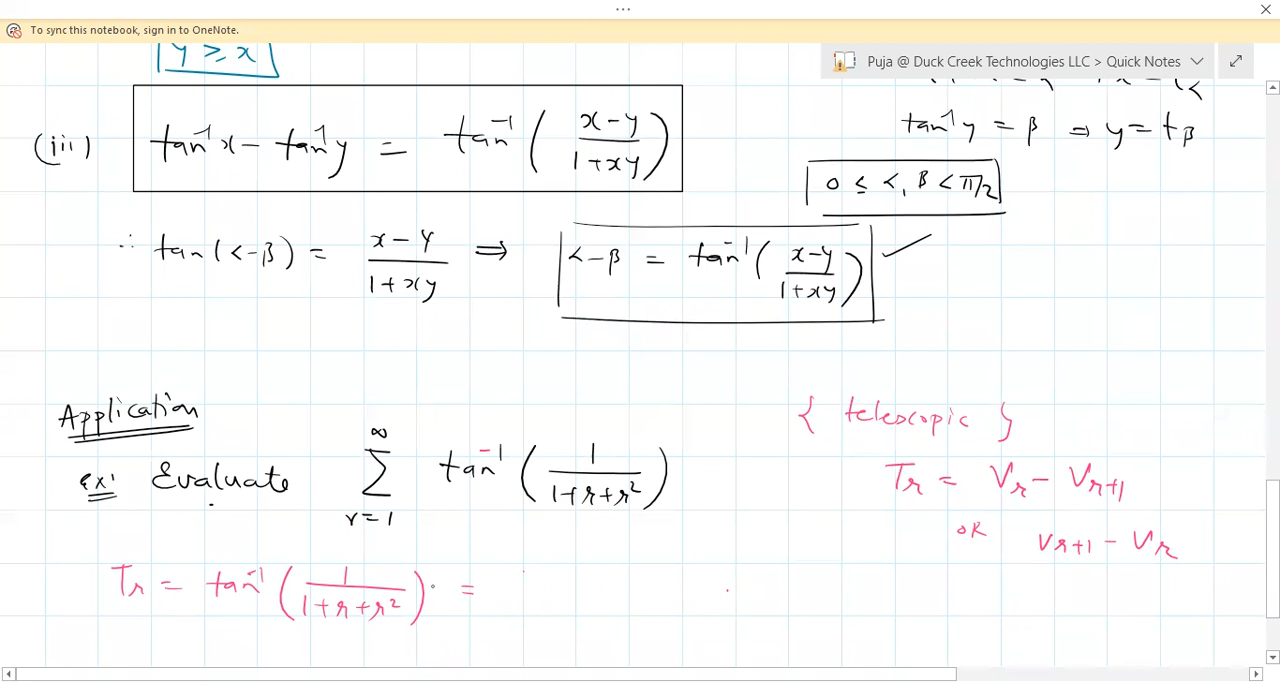 ...
To sync this notebook, sign in to OneNote.
y ≥ x
Puja @ Duck Creek Technologies LLC > Quick Notes
tan⁻¹y = β ⇒ y = tβ
(iii) tan⁻¹x - tan⁻¹y = tan⁻¹((x-y)/(1+xy))
0 ≤ α, β < π/2
∴ tan(α-β) = (x-y)/(1+xy) ⇒ α-β = tan⁻¹((x-y)/(1+xy)) ✓
Application
{ telescopic }
ex: Evaluate ∑_{r=1}^{∞} tan⁻¹(1/(1+r+r²))
Tr = Vr - Vr+1
OR Vr+1 - Vr
Tr = tan⁻¹(1/(1+r+r²)) =